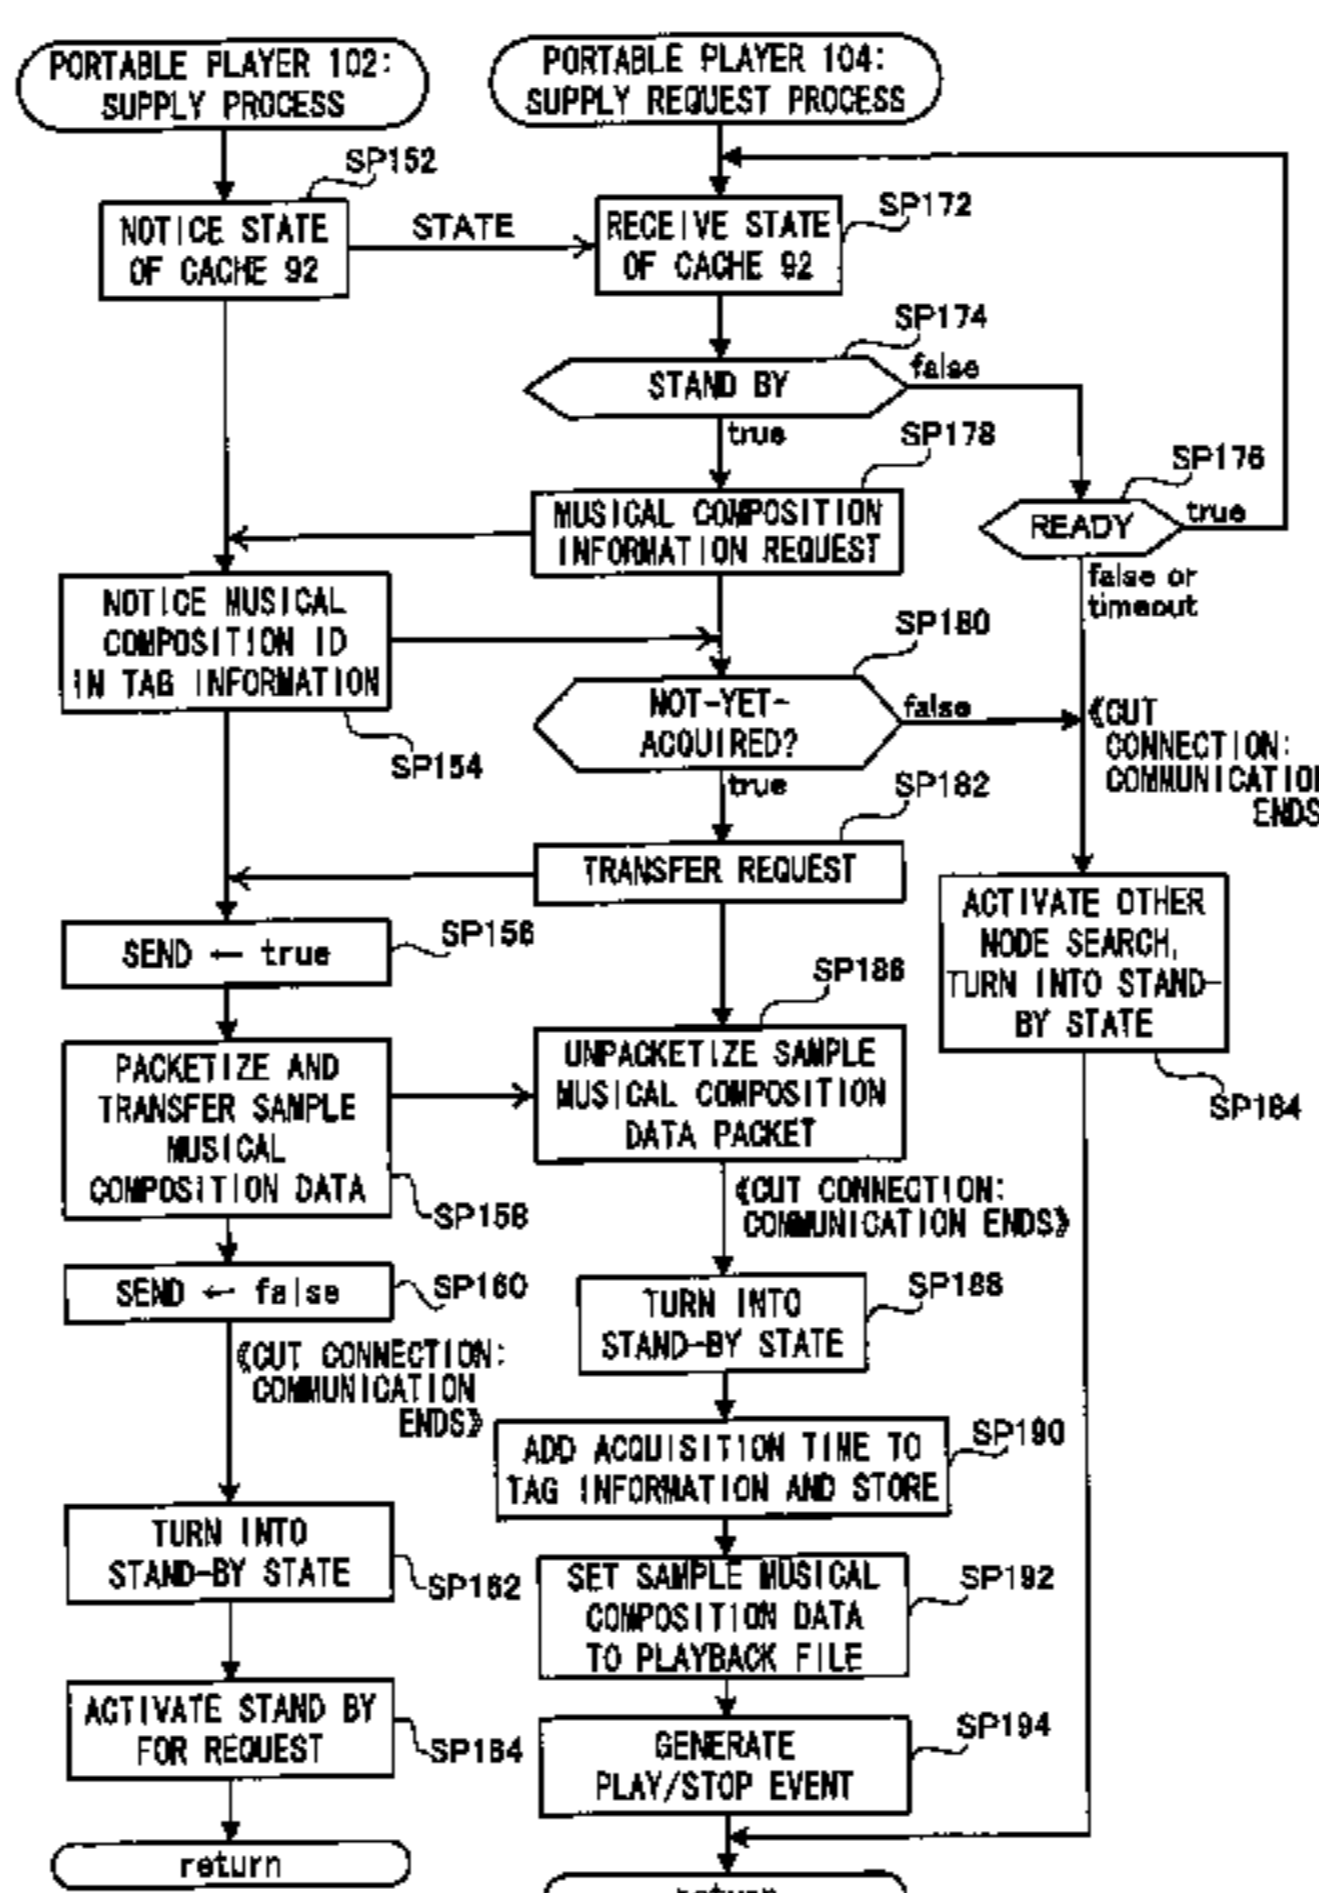 PORTABLE PLAYER 102:
SUPPLY PROCESS
PORTABLE PLAYER 104:
SUPPLY REQUEST PROCESS
SP152
NOTICE STATE
OF CACHE 92
STATE
RECEIVE STATE
OF CACHE 92
SP172
SP174
STAND BY
false
true
SP178
MUSICAL COMPOSITION
INFORMATION REQUEST
SP176
READY
true
false or
timeout
NOTICE MUSICAL
COMPOSITION ID
IN TAG INFORMATION
SP154
SP180
NOT-YET-
ACQUIRED?
false
true
《CUT
CONNECTION:
COMMUNICATION
ENDS
SP182
TRANSFER REQUEST
SEND ← true
SP156
ACTIVATE OTHER
NODE SEARCH,
TURN INTO STAND-
BY STATE
SP184
SP186
PACKETIZE AND
TRANSFER SAMPLE
MUSICAL
COMPOSITION DATA
SP158
UNPACKETIZE SAMPLE
MUSICAL COMPOSITION
DATA PACKET
《CUT CONNECTION:
COMMUNICATION ENDS》
SEND ← false
SP160
《CUT CONNECTION:
COMMUNICATION
ENDS》
TURN INTO
STAND-BY STATE
SP188
ADD ACQUISITION TIME TO
TAG INFORMATION AND STORE
SP190
TURN INTO
STAND-BY STATE
SP162
SET SAMPLE MUSICAL
COMPOSITION DATA
TO PLAYBACK FILE
SP192
ACTIVATE STAND BY
FOR REQUEST
SP164
GENERATE
PLAY/STOP EVENT
SP194
return
return